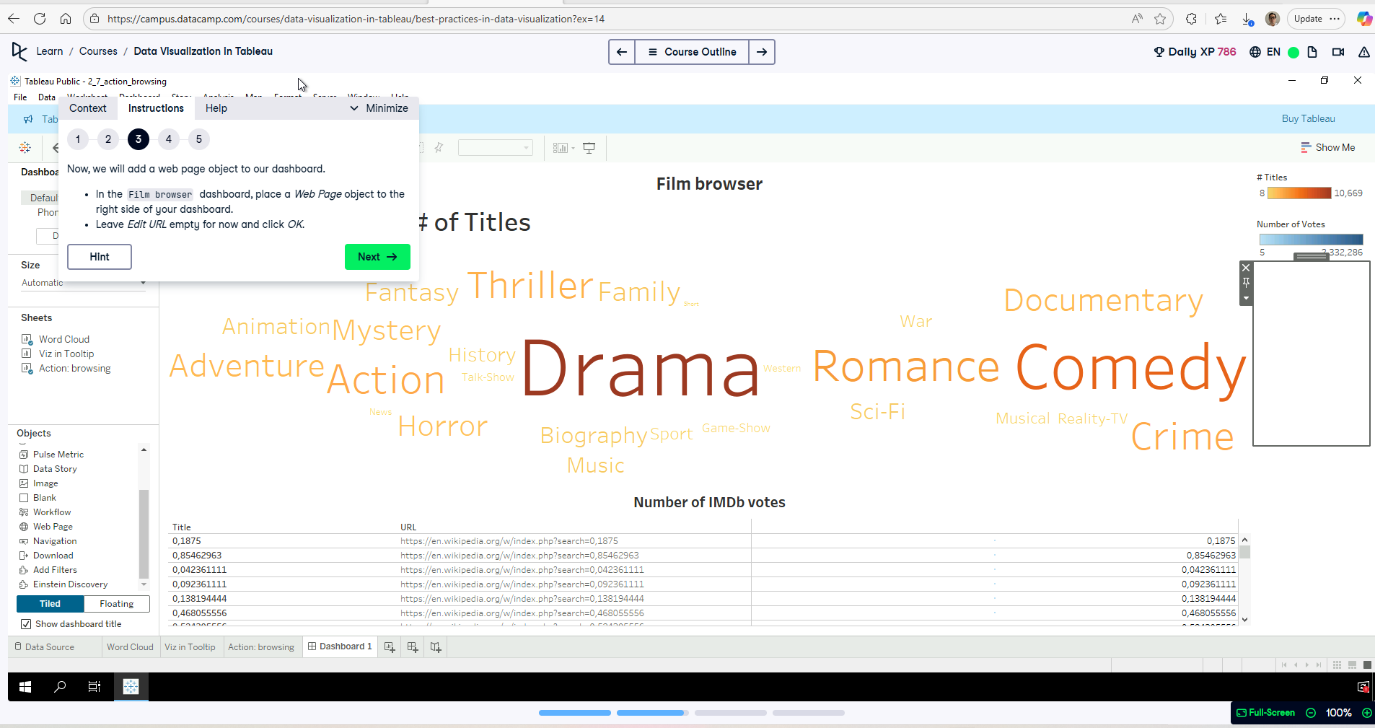 https://campus.datacamp.com/courses/data-visualization-in-tableau/best-practices-in-data-visualization?ex=14
Update
Learn / Courses / Data Visualization in Tableau
Course Outline
Daily XP 786
EN
Tableau Public - 2_7_action_browsing
File Data Worksheet Dashboard Story Analysis Map Format Server Window Help
Context Instructions Help Minimize
Tab
Buy Tableau
1 2 3 4 5
Show Me
Now, we will add a web page object to our dashboard.
In the Film browser dashboard, place a Web Page object to the
right side of your dashboard.
Leave Edit URL empty for now and click OK.
Hint
Next
Dashboa
Defaul
Phon
D
Size
Automatic
Sheets
Word Cloud
Viz in Tooltip
Action: browsing
Objects
Pulse Metric
Data Story
Image
Blank
Workflow
Web Page
Navigation
Download
Add Filters
Einstein Discovery
Tiled Floating
Show dashboard title
Film browser
# of Titles
# Titles
8 10,669
Number of Votes
5 2,332,286
Fantasy Thriller Family Short
Documentary
Animation Mystery
War
History
Adventure Action
Talk-Show
Drama
Western
Romance Comedy
News
Horror
Sci-Fi
Biography Sport Game-Show
Musical Reality-TV
Crime
Music
Number of IMDb votes
Title URL
0,1875 https://en.wikipedia.org/w/index.php?search=0,1875 0,1875
0,85462963 https://en.wikipedia.org/w/index.php?search=0,85462963 0,85462963
0,042361111 https://en.wikipedia.org/w/index.php?search=0,042361111 0,042361111
0,092361111 https://en.wikipedia.org/w/index.php?search=0,092361111 0,092361111
0,138194444 https://en.wikipedia.org/w/index.php?search=0,138194444 0,138194444
0,468055556 https://en.wikipedia.org/w/index.php?search=0,468055556 0,468055556
Data Source Word Cloud Viz in Tooltip Action: browsing Dashboard 1
Full-Screen 100%